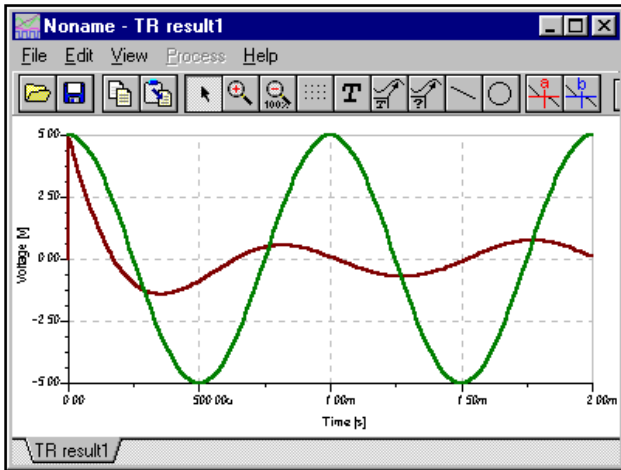 Noname - TR result1
File Edit View Process Help
100% T T ? a b
5.00
2.50
0.00
-2.50
-5.00
Voltage [V]
0.00 500.00u 1.00m 1.50m 2.00m
Time [s]
TR result1